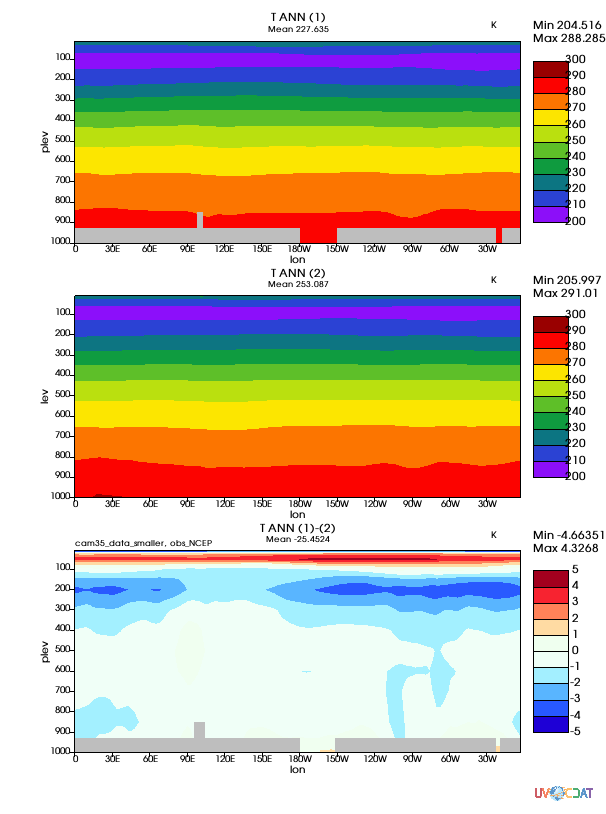 T ANN (1)
Mean 227.635
K
Min 204.516
Max 288.285
plev
100
200
300
400
500
600
700
800
900
1000
0 30E 60E 90E 120E 150E 180W 150W 120W 90W 60W 30W
lon
300
290
280
270
260
250
240
230
220
210
200
T ANN (2)
Mean 253.087
K
Min 205.997
Max 291.01
lev
100
200
300
400
500
600
700
800
900
1000
0 30E 60E 90E 120E 150E 180W 150W 120W 90W 60W 30W
lon
300
290
280
270
260
250
240
230
220
210
200
T ANN (1)-(2)
cam35_data_smaller, obs_NCEP
Mean -25.4524
K
Min -4.66351
Max 4.3268
plev
100
200
300
400
500
600
700
800
900
1000
0 30E 60E 90E 120E 150E 180W 150W 120W 90W 60W 30W
lon
5
4
3
2
1
0
-1
-2
-3
-4
-5
UV CDAT